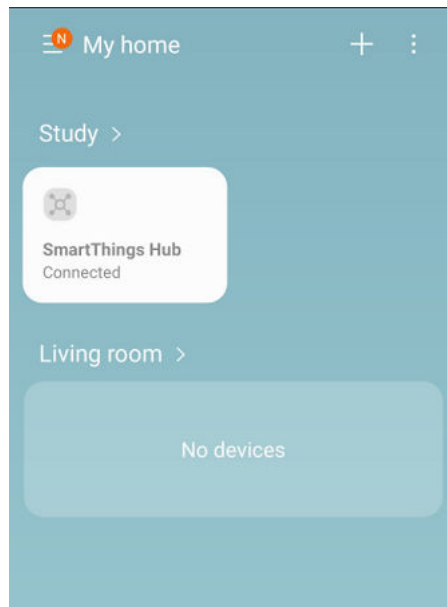 N
My home
Study >
SmartThings Hub
Connected
Living room >
No devices